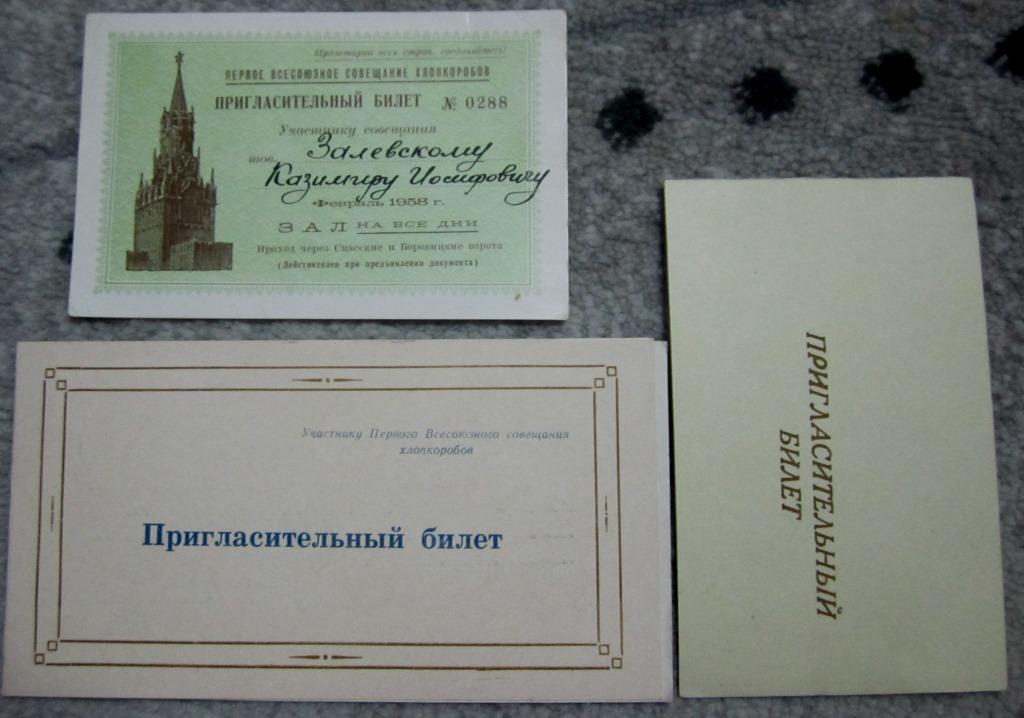 Пролетарии всех стран, соединяйтесь!
ПЕРВОЕ ВСЕСОЮЗНОЕ СОВЕЩАНИЕ ХЛОПКОРОБОВ
ПРИГЛАСИТЕЛЬНЫЙ БИЛЕТ № 0288
Участнику совещания
тов. Залевскому
Казимиру Иосифовичу
Февраль 1958 г.
ЗАЛ НА ВСЕ ДНИ
Проход через Спасские и Боровицкие ворота
(Действителен при предъявлении документа)
Участнику Первого Всесоюзного совещания
хлопкоробов
Пригласительный билет
ПРИГЛАСИТЕЛЬНЫЙ
БИЛЕТ